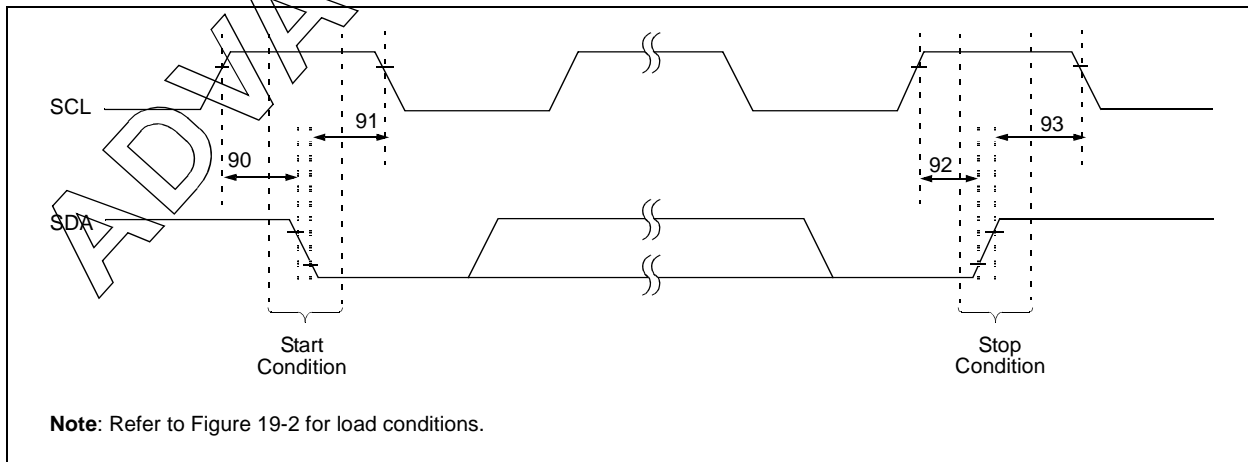 ADVA
SCL
91
93
90
92
SDA
Start
Condition
Stop
Condition
Note: Refer to Figure 19-2 for load conditions.